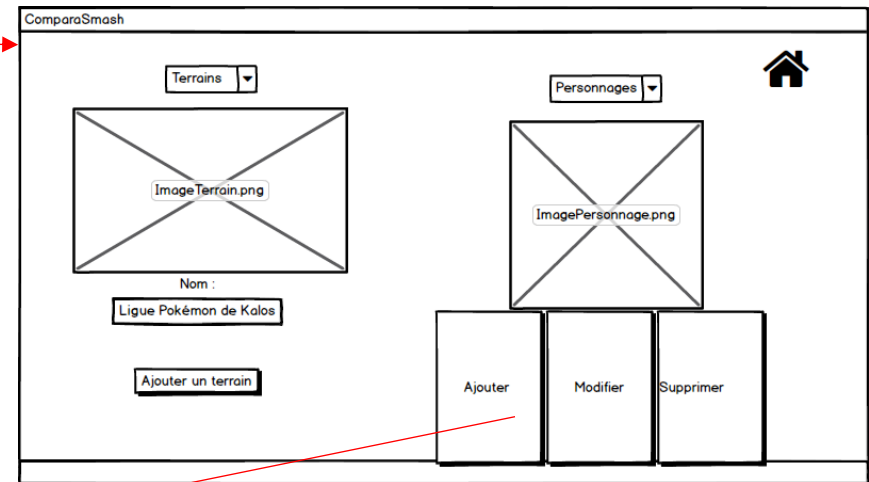 ComparaSmash
Terrains
Personnages
ImageTerrain.png
ImagePersonnage.png
Nom :
Ligue Pokémon de Kalos
Ajouter un terrain
Ajouter
Modifier
Supprimer